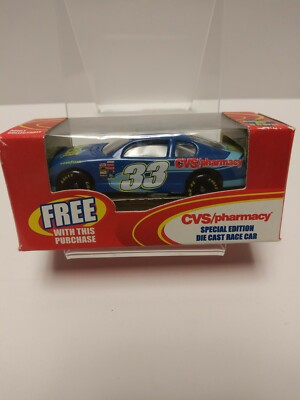 33
CVS/pharmacy
FREE
WITH THIS
PURCHASE
CVS/pharmacy
SPECIAL EDITION
DIE CAST RACE CAR